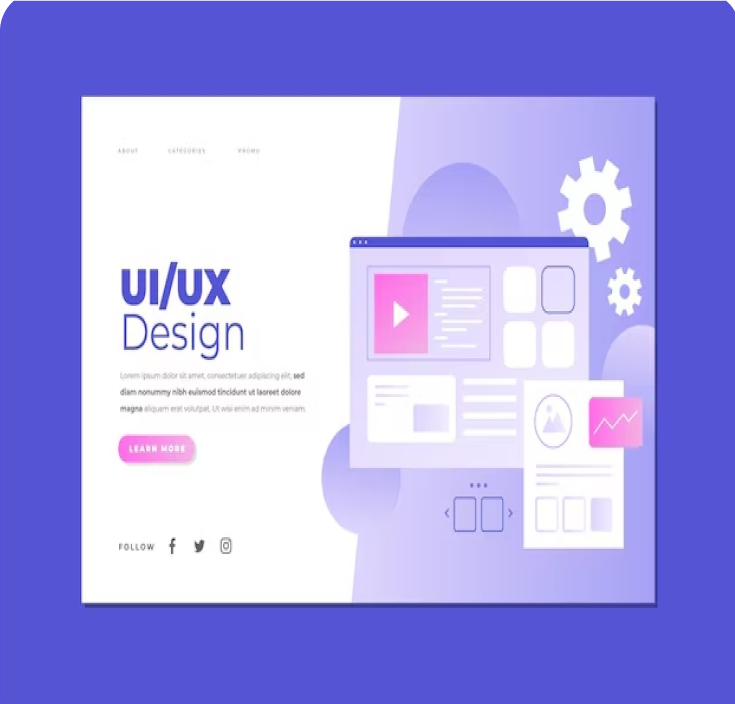 ABOUT CATEGORIES PROMO
UI/UX
Design
Lorem ipsum dolor sit amet, consectetuer adipiscing elit, sed
diam nonummy nibh euismod tincidunt ut laoreet dolore
magna aliquam erat volutpat. Ut wisi enim ad minim veniam.
LEARN MORE
FOLLOW